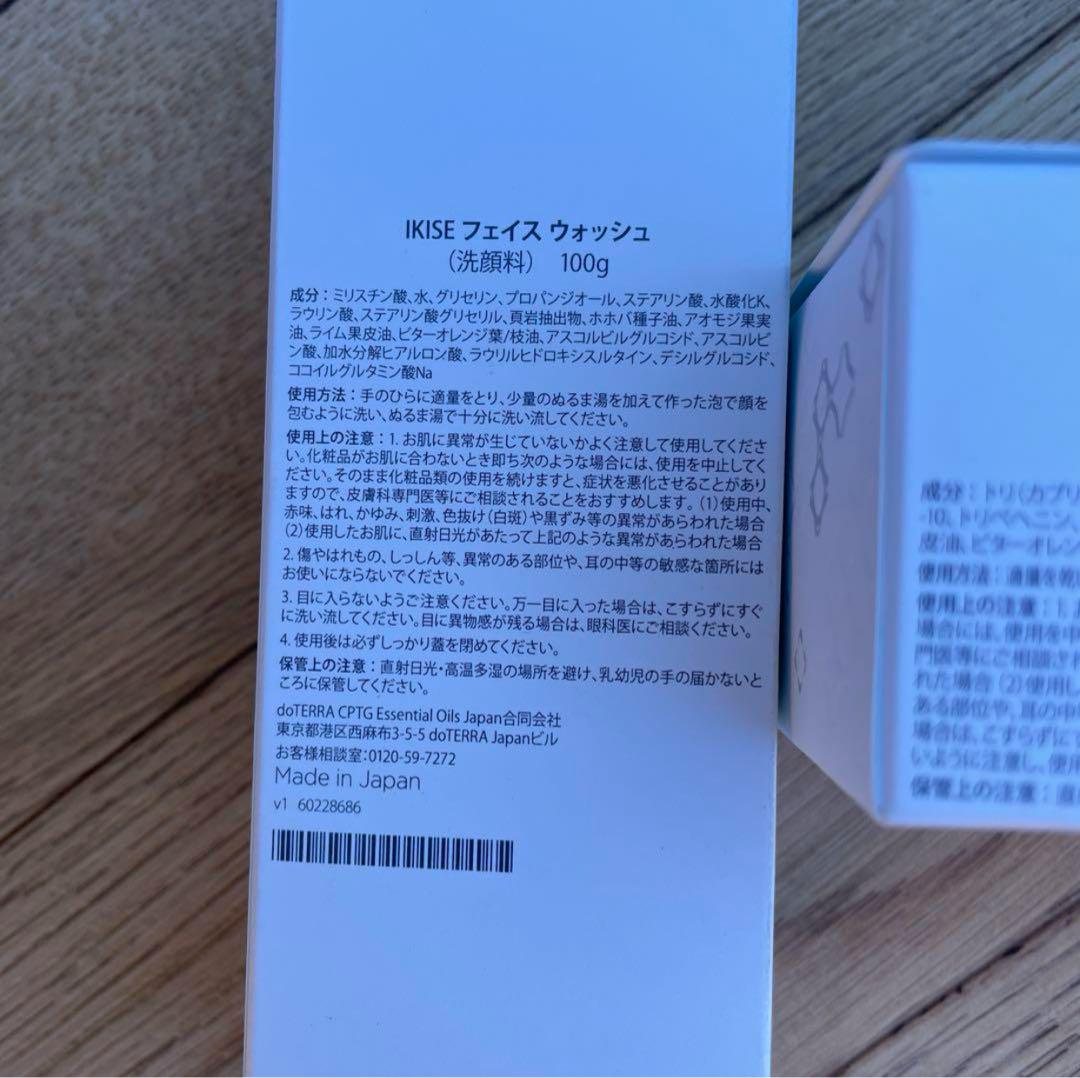 IKISE フェイス ウォッシュ
（洗顔料） 100g
成分：ミリスチン酸、水、グリセリン、プロパンジオール、ステアリン酸、水酸化K、
ラウリン酸、ステアリン酸グリセリル、頁岩抽出物、ホホバ種子油、アオモジ果実
油、ライム果皮油、ビターオレンジ葉/枝油、アスコルビルグルコシド、アスコルビ
ン酸、加水分解ヒアルロン酸、ラウリルヒドロキシスルタイン、デシルグルコシド、
ココイルグルタミン酸Na
使用方法：手のひらに適量をとり、少量のぬるま湯を加えて作った泡で顔を
包むように洗い、ぬるま湯で十分に洗い流してください。
使用上の注意：1. お肌に異常が生じていないかよく注意して使用してくださ
い。化粧品がお肌に合わないとき即ち次のような場合には、使用を中止してく
ださい。そのまま化粧品類の使用を続けますと、症状を悪化させることがあり
ますので、皮膚科専門医等にご相談されることをおすすめします。（1）使用中、
赤味、はれ、かゆみ、刺激、色抜け（白斑）や黒ずみ等の異常があらわれた場合
（2）使用したお肌に、直射日光があたって上記のような異常があらわれた場合
2. 傷やはれもの、しっしん等、異常のある部位や、耳の中等の敏感な箇所には
お使いにならないでください。
3. 目に入らないようご注意ください。万一目に入った場合は、こすらずにすぐ
に洗い流してください。目に異物感が残る場合は、眼科医にご相談ください。
4. 使用後は必ずしっかり蓋を閉めてください。
保管上の注意：直射日光・高温多湿の場所を避け、乳幼児の手の届かないと
ころに保管してください。
doTERRA CPTG Essential Oils Japan合同会社
東京都港区西麻布3-5-5 doTERRA Japanビル
お客様相談室：0120-59-7272
Made in Japan
v1 60228686
成分：トリ（カプリ
-10、トリベヘニン、
皮油、ビターオレン
使用方法：適量を乾
使用上の注意：1.
場合には、使用を中
門医等にご相談され
れた場合（2）使用し
ある部位や、耳の中
場合は、こすらずに
いように注意し、使用
保管上の注意：直